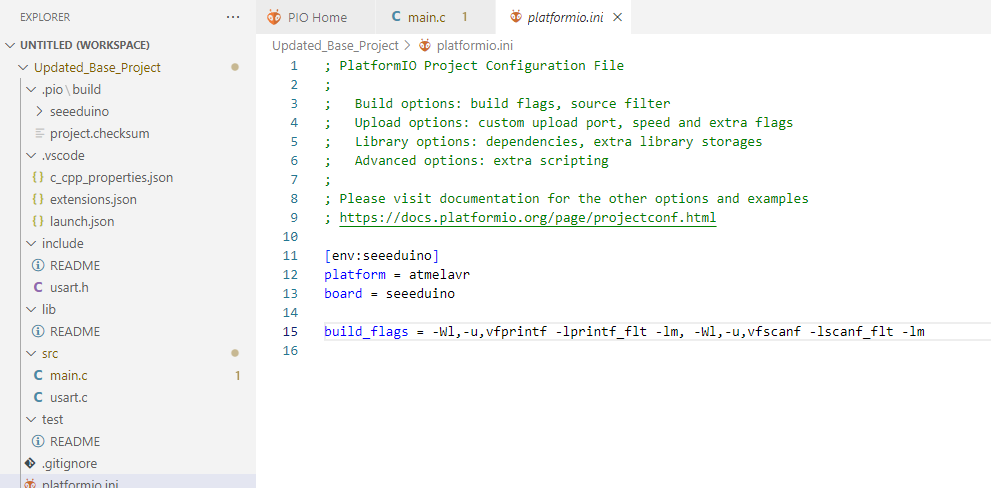 EXPLORER
UNTITLED (WORKSPACE)
Updated_Base_Project
.pio\build
seeeduino
project.checksum
.vscode
c_cpp_properties.json
extensions.json
launch.json
include
README
usart.h
lib
README
src
main.c 1
usart.c
test
README
.gitignore
platformio.ini
PIO Home
main.c 1
platformio.ini
Updated_Base_Project > platformio.ini
1 ; PlatformIO Project Configuration File
2 ;
3 ;   Build options: build flags, source filter
4 ;   Upload options: custom upload port, speed and extra flags
5 ;   Library options: dependencies, extra library storages
6 ;   Advanced options: extra scripting
7 ;
8 ; Please visit documentation for the other options and examples
9 ; https://docs.platformio.org/page/projectconf.html
10
11 [env:seeeduino]
12 platform = atmelavr
13 board = seeeduino
14
15 build_flags = -Wl,-u,vfprintf -lprintf_flt -lm, -Wl,-u,vfscanf -lscanf_flt -lm
16